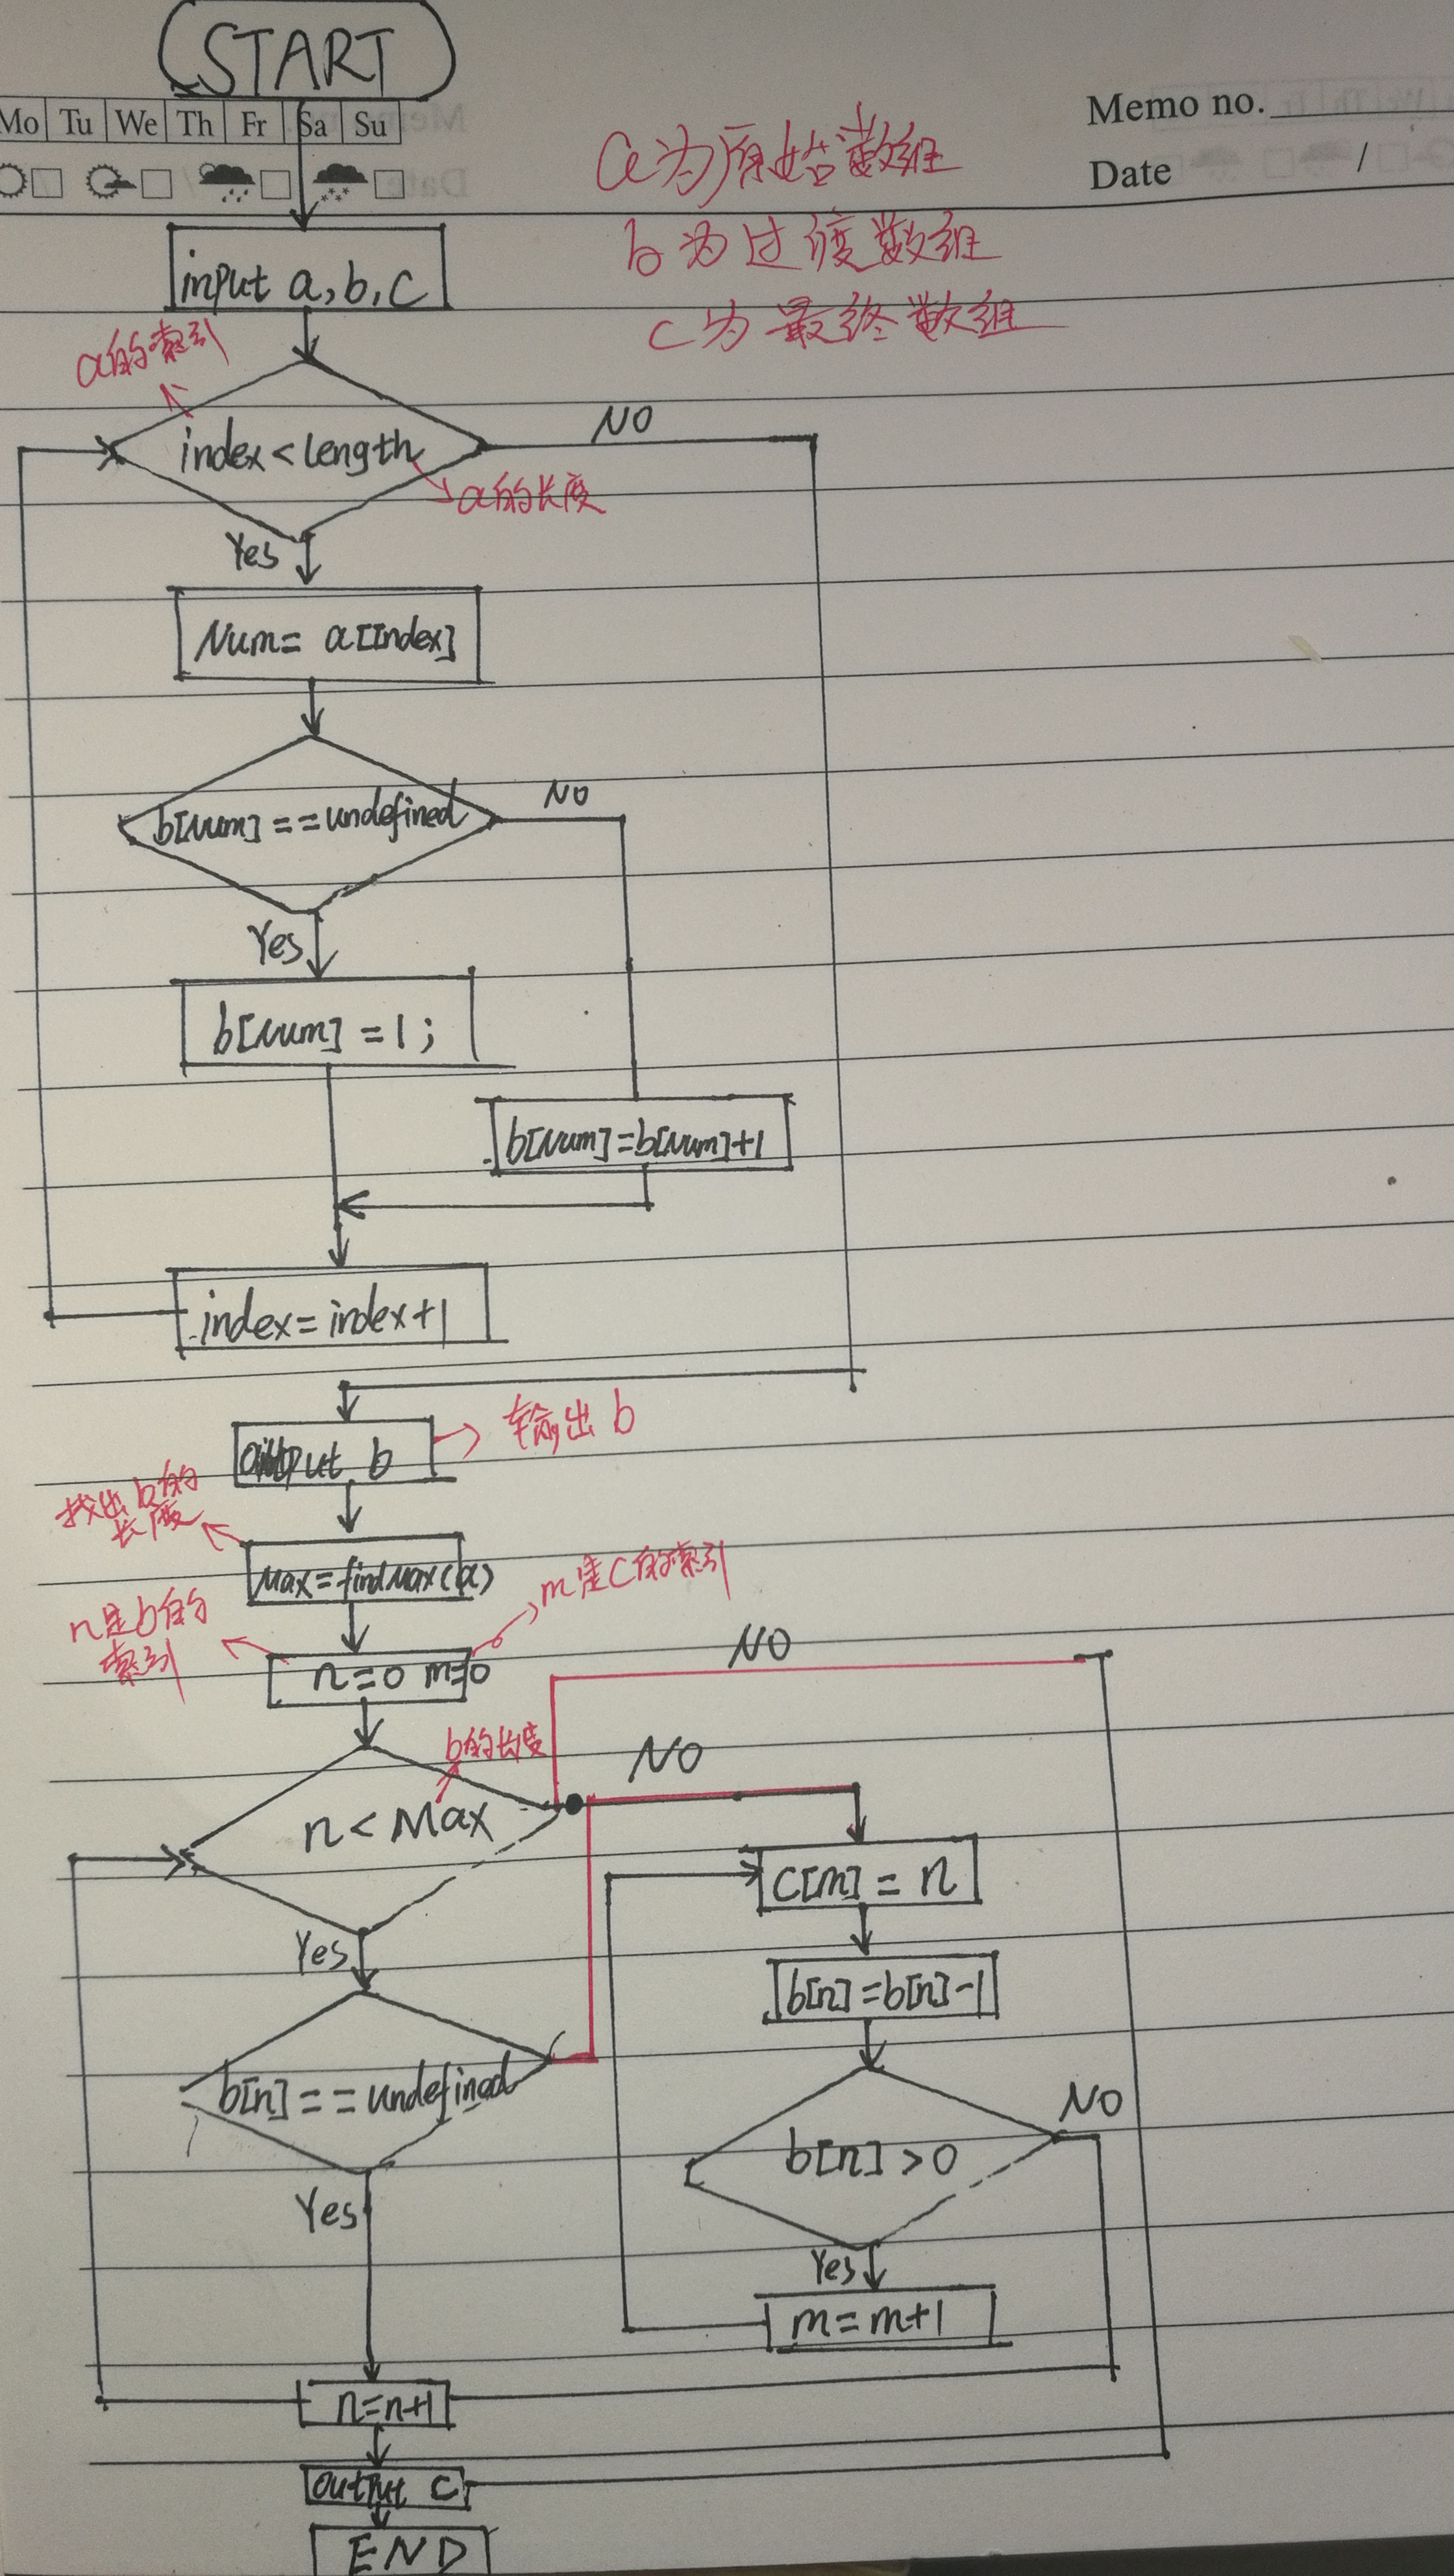 START
Mo Tu We Th Fr Sa Su
Memo no.
Date /
a为原始数组
b为过度数组
c为最终数组
input a,b,c
a的索引
index<length
NO
a的长度
Yes
Num= a[Index]
b[Num]==undefined
NO
Yes
b[Num]=1;
b[Num]=b[Num]+1
index=index+1
output b
输出b
找出b的
长度
Max=findMax(a)
n是b的
索引
m是c的索引
n=0 m=0
NO
b的长度
n<Max
NO
C[m]=n
Yes
b[n]=b[n]-1
b[n]==undefined
NO
b[n]>0
Yes
Yes
m=m+1
n=n+1
output c
END